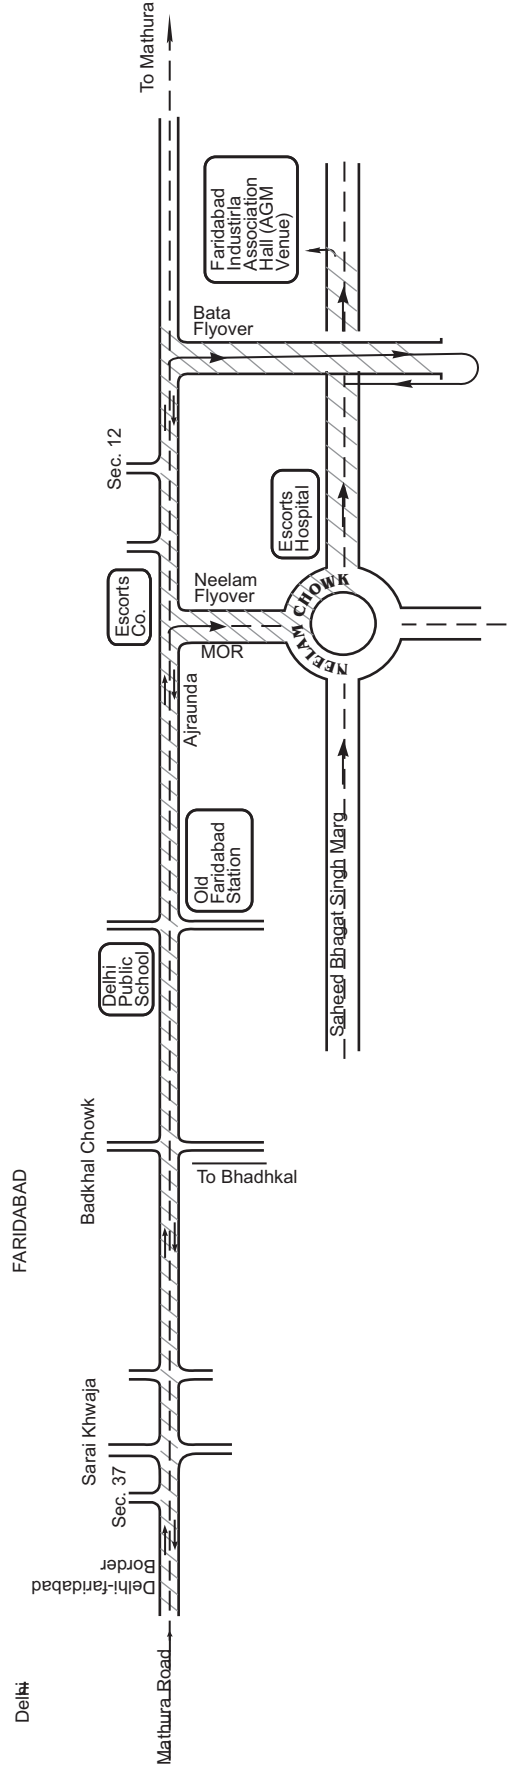 To Mathura
Faridabad
Industirla
Association
Hall (AGM
Venue)
Bata
Flyover
Sec. 12
Escorts
Hospital
Escorts
Co.
Neelam
Flyover
NEELAM CHOWK
MOR
Ajraunda
Old
Faridabad
Station
Saheed Bhagat Singh Marg
Delhi
Public
School
Badkhal Chowk
To Bhadhkal
FARIDABAD
Sarai Khwaja
Sec. 37
Delhi-faridabad
Border
Delhi
Mathura Road